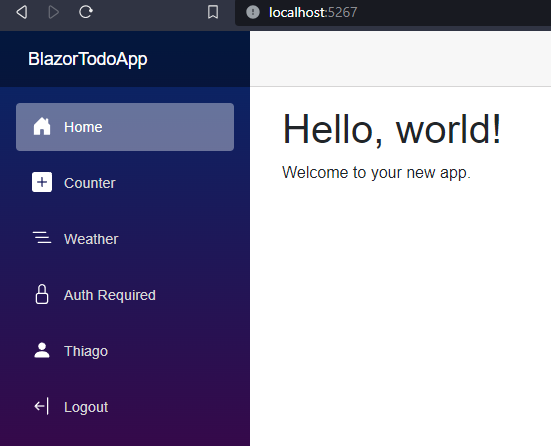 localhost:5267
BlazorTodoApp
Home
Counter
Weather
Auth Required
Thiago
Logout
Hello, world!
Welcome to your new app.